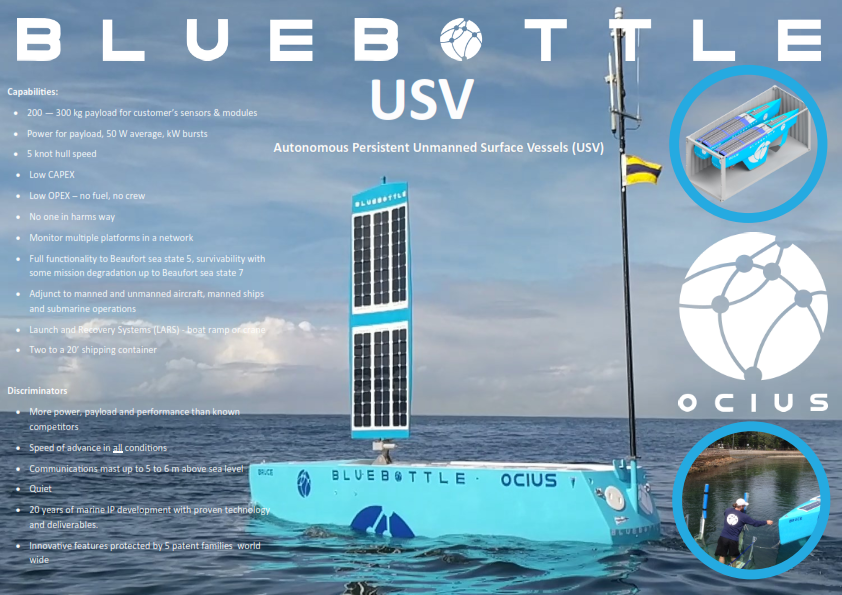 BLUEBOTTLE
USV
Autonomous Persistent Unmanned Surface Vessels (USV)
Capabilities:
• 200 — 300 kg payload for customer's sensors & modules
• Power for payload, 50 W average, kW bursts
• 5 knot hull speed
• Low CAPEX
• Low OPEX – no fuel, no crew
• No one in harms way
• Monitor multiple platforms in a network
• Full functionality to Beaufort sea state 5, survivability with
some mission degradation up to Beaufort sea state 7
• Adjunct to manned and unmanned aircraft, manned ships
and submarine operations
• Launch and Recovery Systems (LARS) - boat ramp or crane
• Two to a 20' shipping container
Discriminators
• More power, payload and performance than known
competitors
• Speed of advance in all conditions
• Communications mast up to 5 to 6 m above sea level
• Quiet
• 20 years of marine IP development with proven technology
and deliverables.
• Innovative features protected by 5 patent families world
wide
BLUEBOTTLE
BRUCE
BLUEBOTTLE
OCIUS
OCIUS
BRUCE